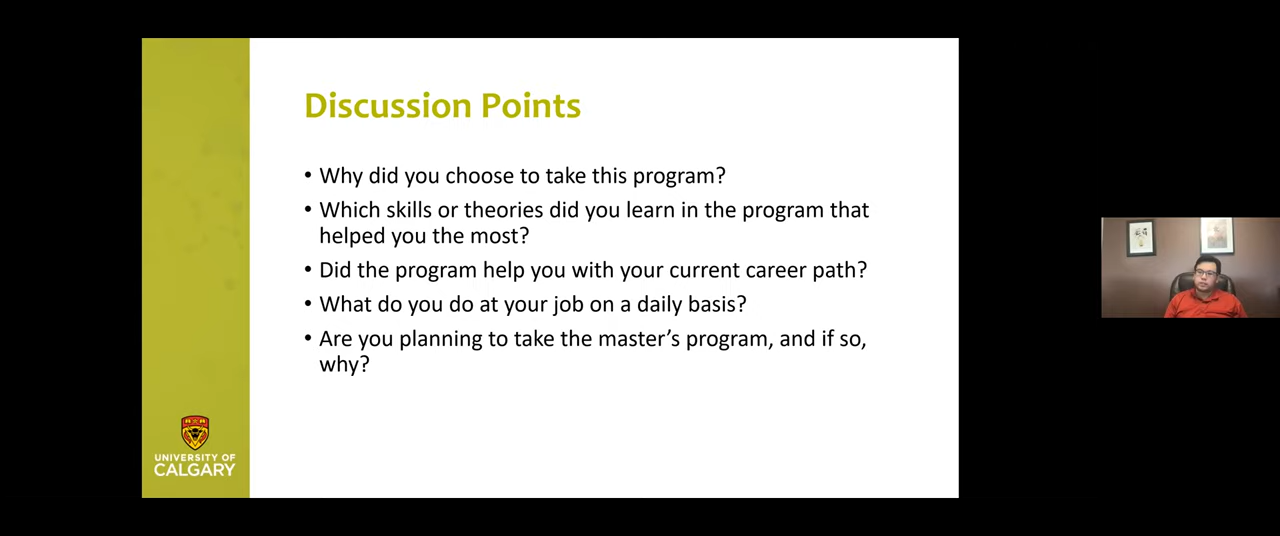 Discussion Points
• Why did you choose to take this program?
• Which skills or theories did you learn in the program that
helped you the most?
• Did the program help you with your current career path?
• What do you do at your job on a daily basis?
• Are you planning to take the master’s program, and if so,
why?
UNIVERSITY OF
CALGARY